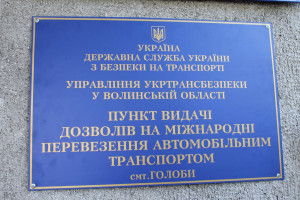 УКРАЇНА
ДЕРЖАВНА СЛУЖБА УКРАЇНИ
З БЕЗПЕКИ НА ТРАНСПОРТІ
УПРАВЛІННЯ УКРТРАНСБЕЗПЕКИ
У ВОЛИНСЬКІЙ ОБЛАСТІ
ПУНКТ ВИДАЧІ
ДОЗВОЛІВ НА МІЖНАРОДНІ
ПЕРЕВЕЗЕННЯ АВТОМОБІЛЬНИМ
ТРАНСПОРТОМ
смт.ГОЛОБИ